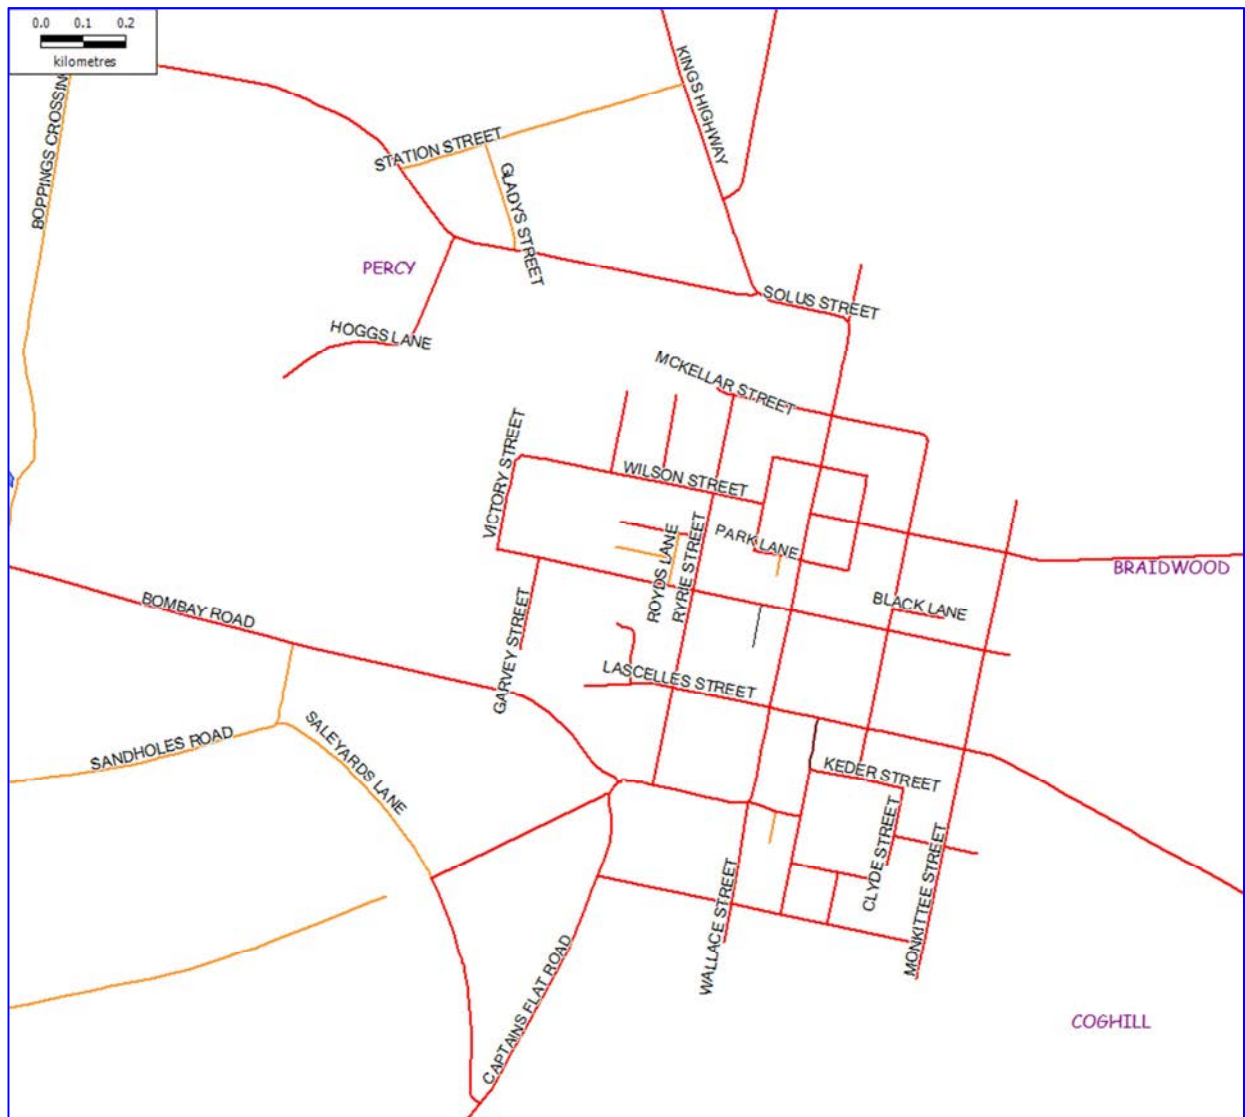 0.0 0.1 0.2
kilometres
BOPPINGS CROSSIN
KINGS HIGHWAY
STATION STREET
GLADYS STREET
PERCY
SOLUS STREET
HOGGS LANE
MCKELLAR STREET
VICTORY STREET
WILSON STREET
PARK LANE
ROYDS LANE
RYRIE STREET
BRAIDWOOD
BLACK LANE
BOMBAY ROAD
GARVEY STREET
LASCELLES STREET
SANDHOLES ROAD
SALEYARDS LANE
KEDER STREET
CLYDE STREET
MONKITTEE STREET
WALLACE STREET
CAPTAINS FLAT ROAD
COGHILL